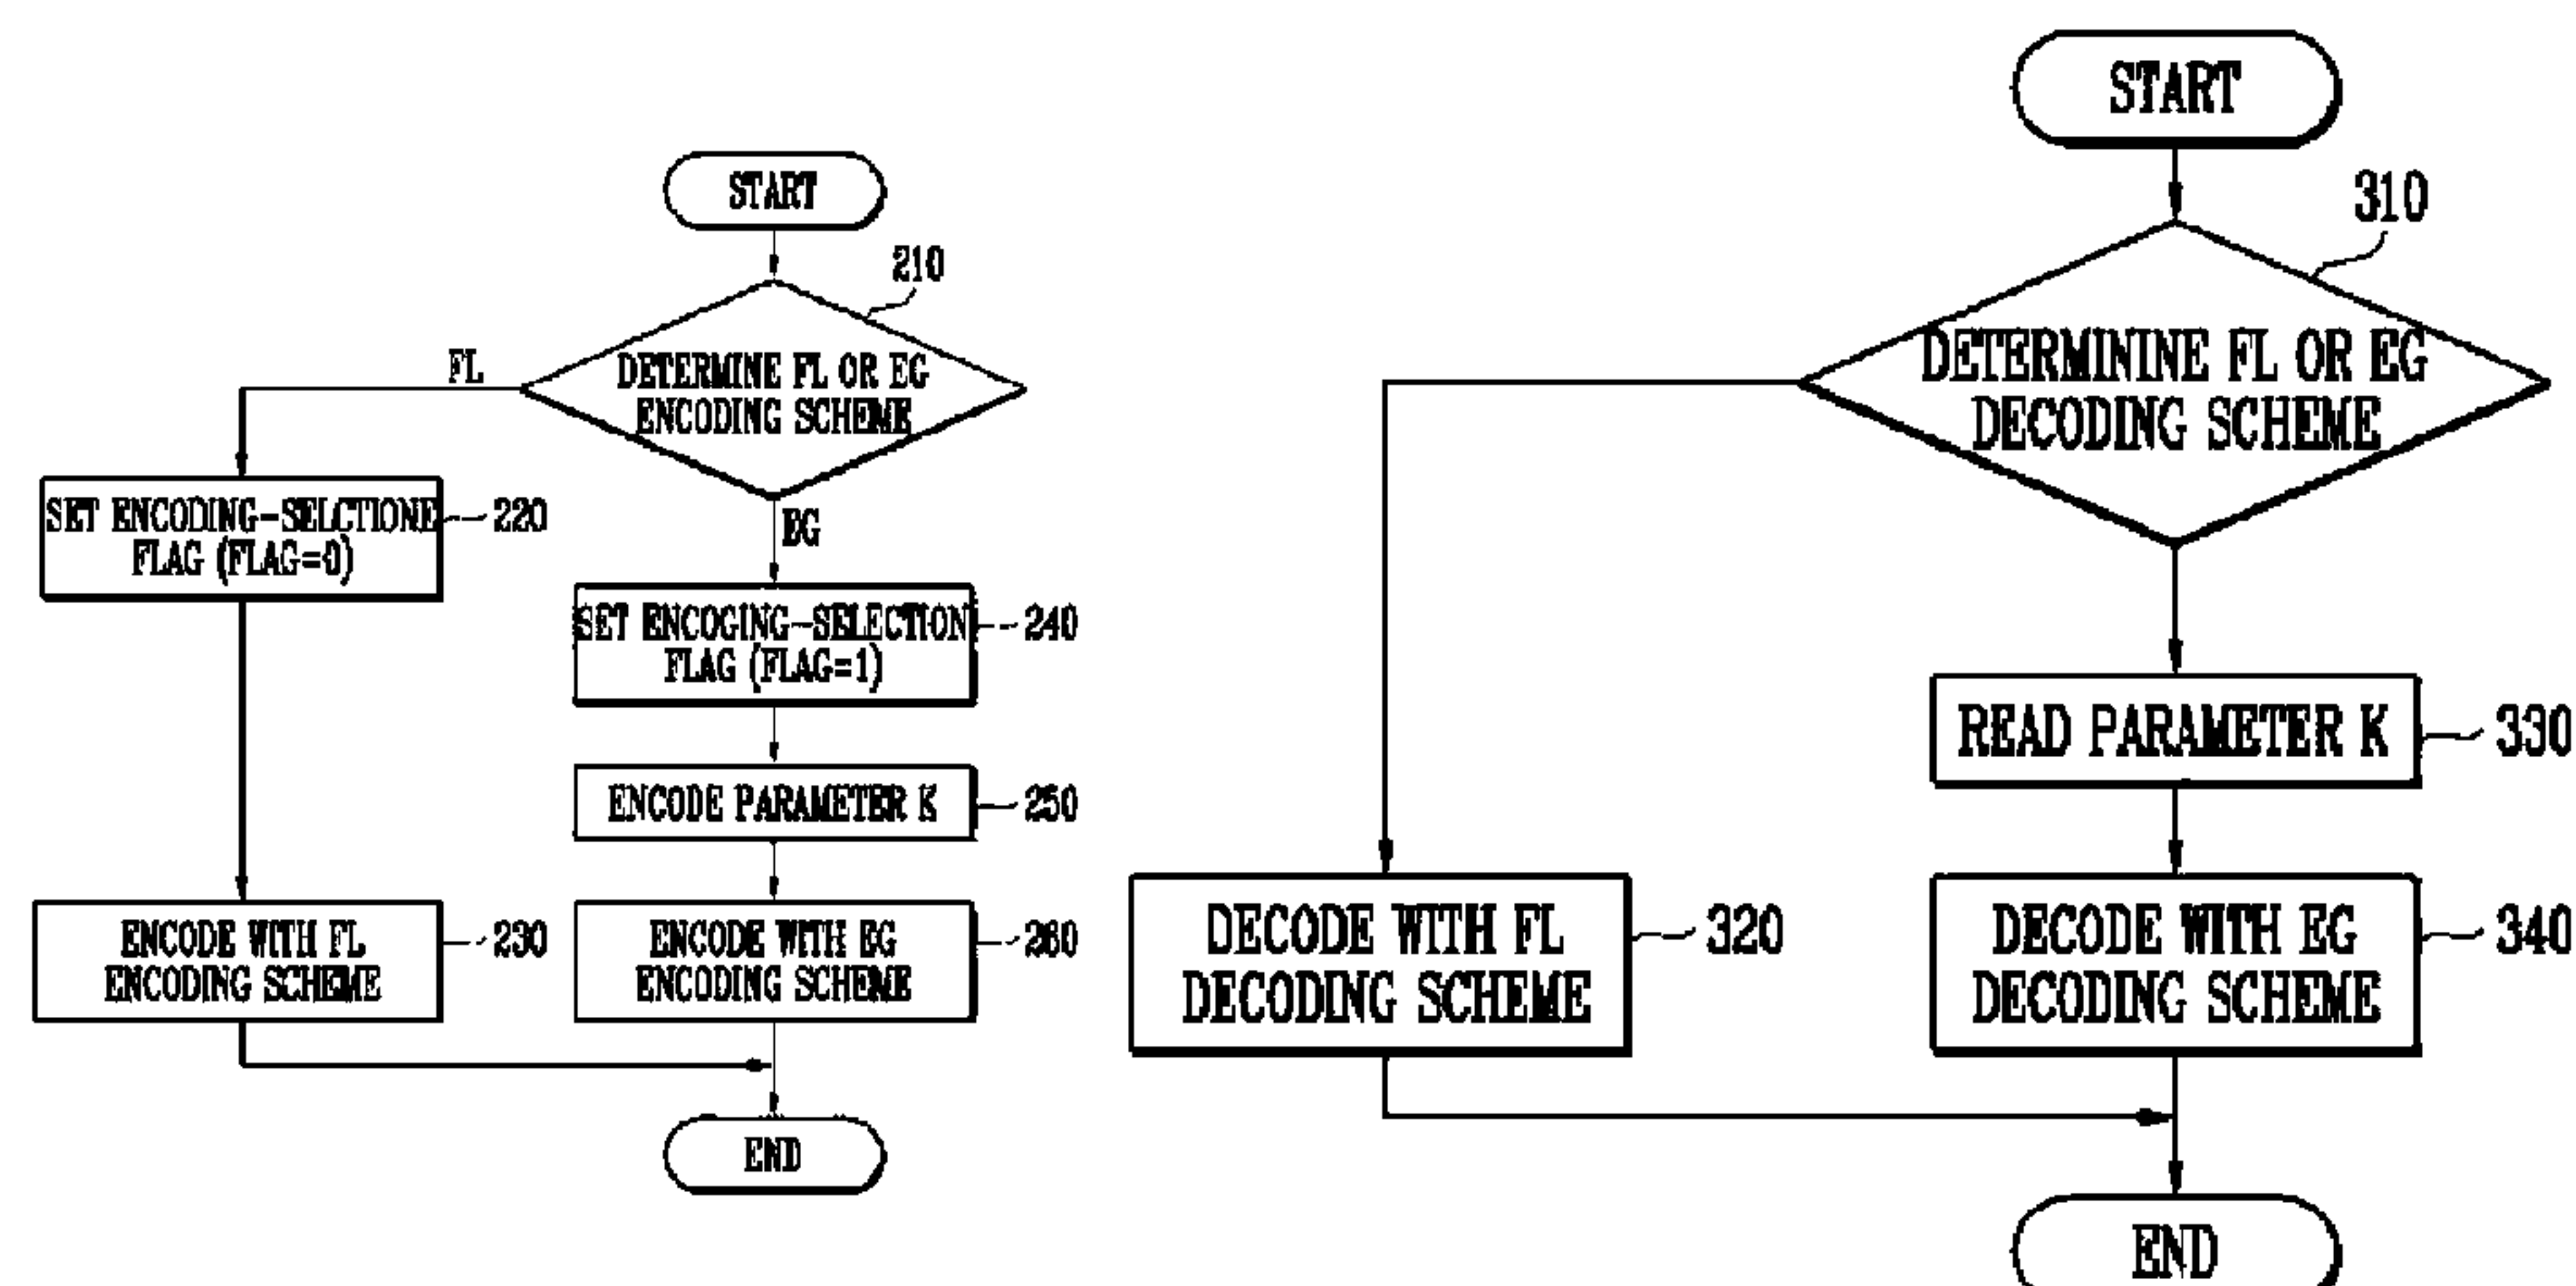 START
210
DETERMINE FL OR EG
ENCODING SCHEME
FL
EG
SET ENCODING-SELCTIONE
FLAG (FLAG=0)
220
SET ENCOGING-SELECTION
FLAG (FLAG=1)
240
ENCODE PARAMETER K
250
ENCODE WITH FL
ENCODING SCHEME
230
ENCODE WITH EG
ENCODING SCHEME
260
END
START
310
DETERMININE FL OR EG
DECODING SCHEME
READ PARAMETER K
330
DECODE WITH FL
DECODING SCHEME
320
DECODE WITH EG
DECODING SCHEME
340
END